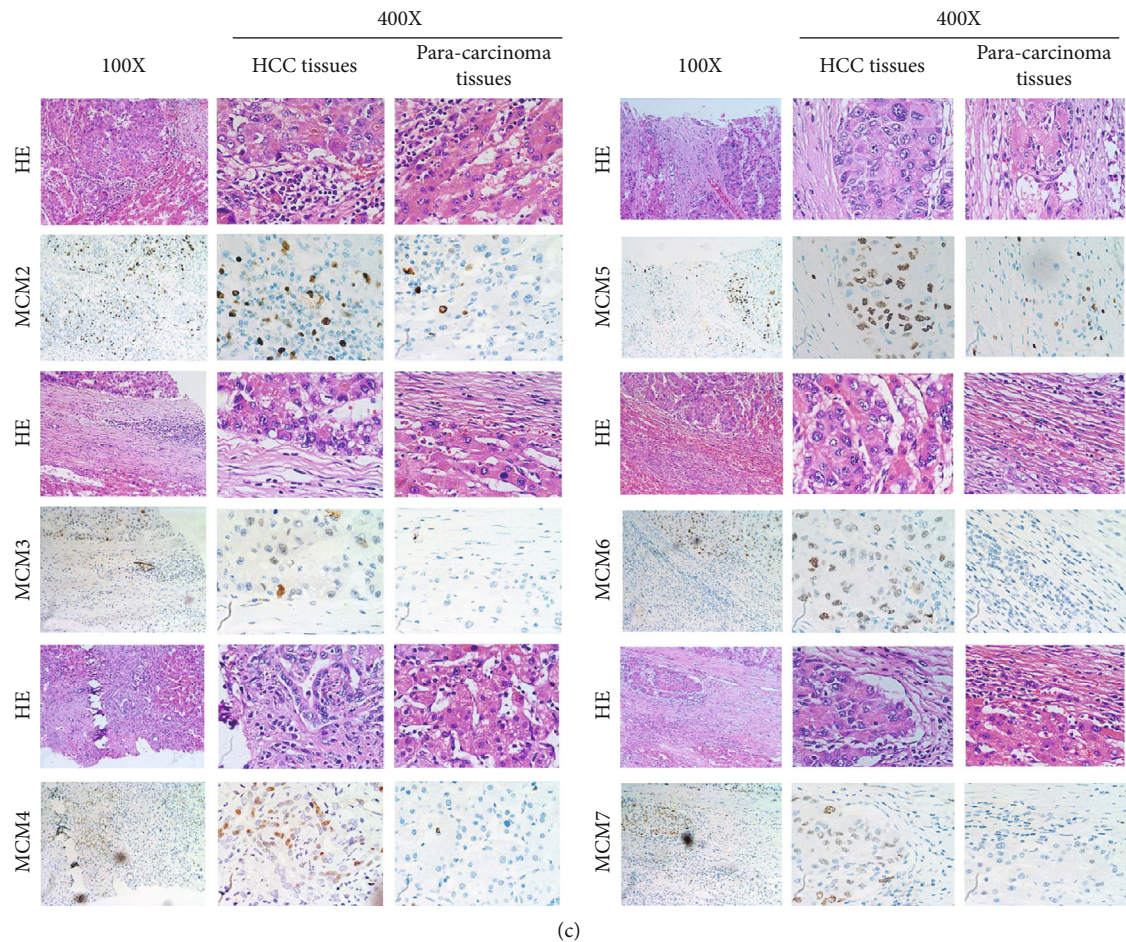 400X
100X
HCC tissues
Para-carcinoma
tissues
HE
MCM2
HE
MCM3
HE
MCM4
400X
100X
HCC tissues
Para-carcinoma
tissues
HE
MCM5
HE
MCM6
HE
MCM7
(c)